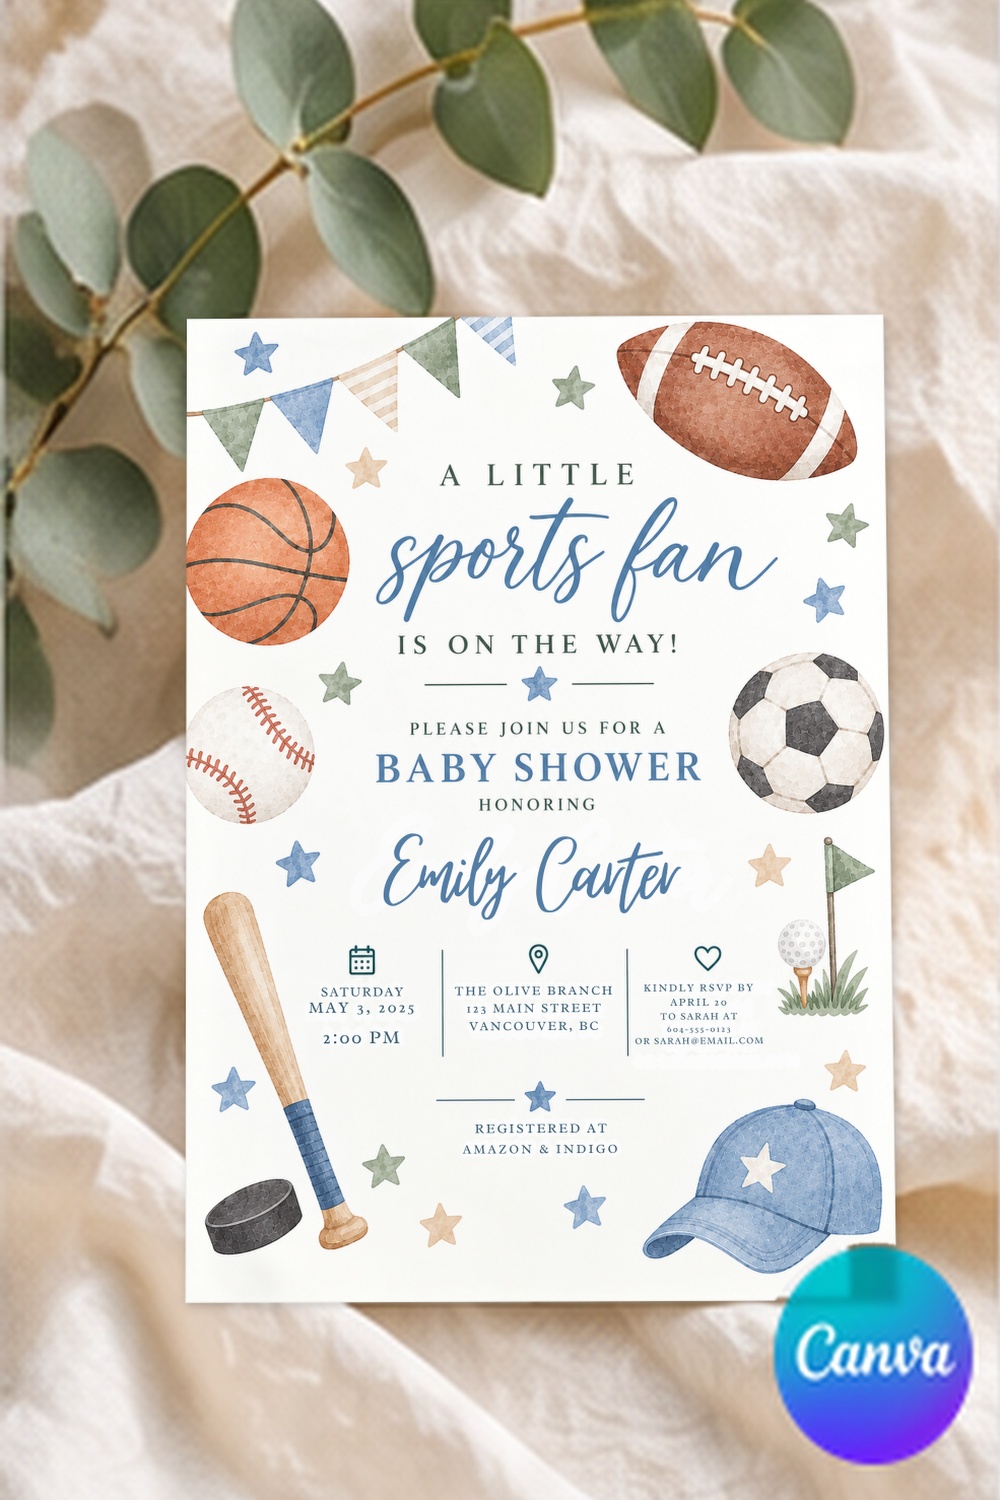 A LITTLE
sports fan
IS ON THE WAY!
PLEASE JOIN US FOR A
BABY SHOWER
HONORING
Emily Carter
SATURDAY
MAY 3, 2025
2:00 PM
THE OLIVE BRANCH
123 MAIN STREET
VANCOUVER, BC
KINDLY RSVP BY
APRIL 20
TO SARAH AT
604-555-0123
OR SARAH@EMAIL.COM
REGISTERED AT
AMAZON & INDIGO
Canva